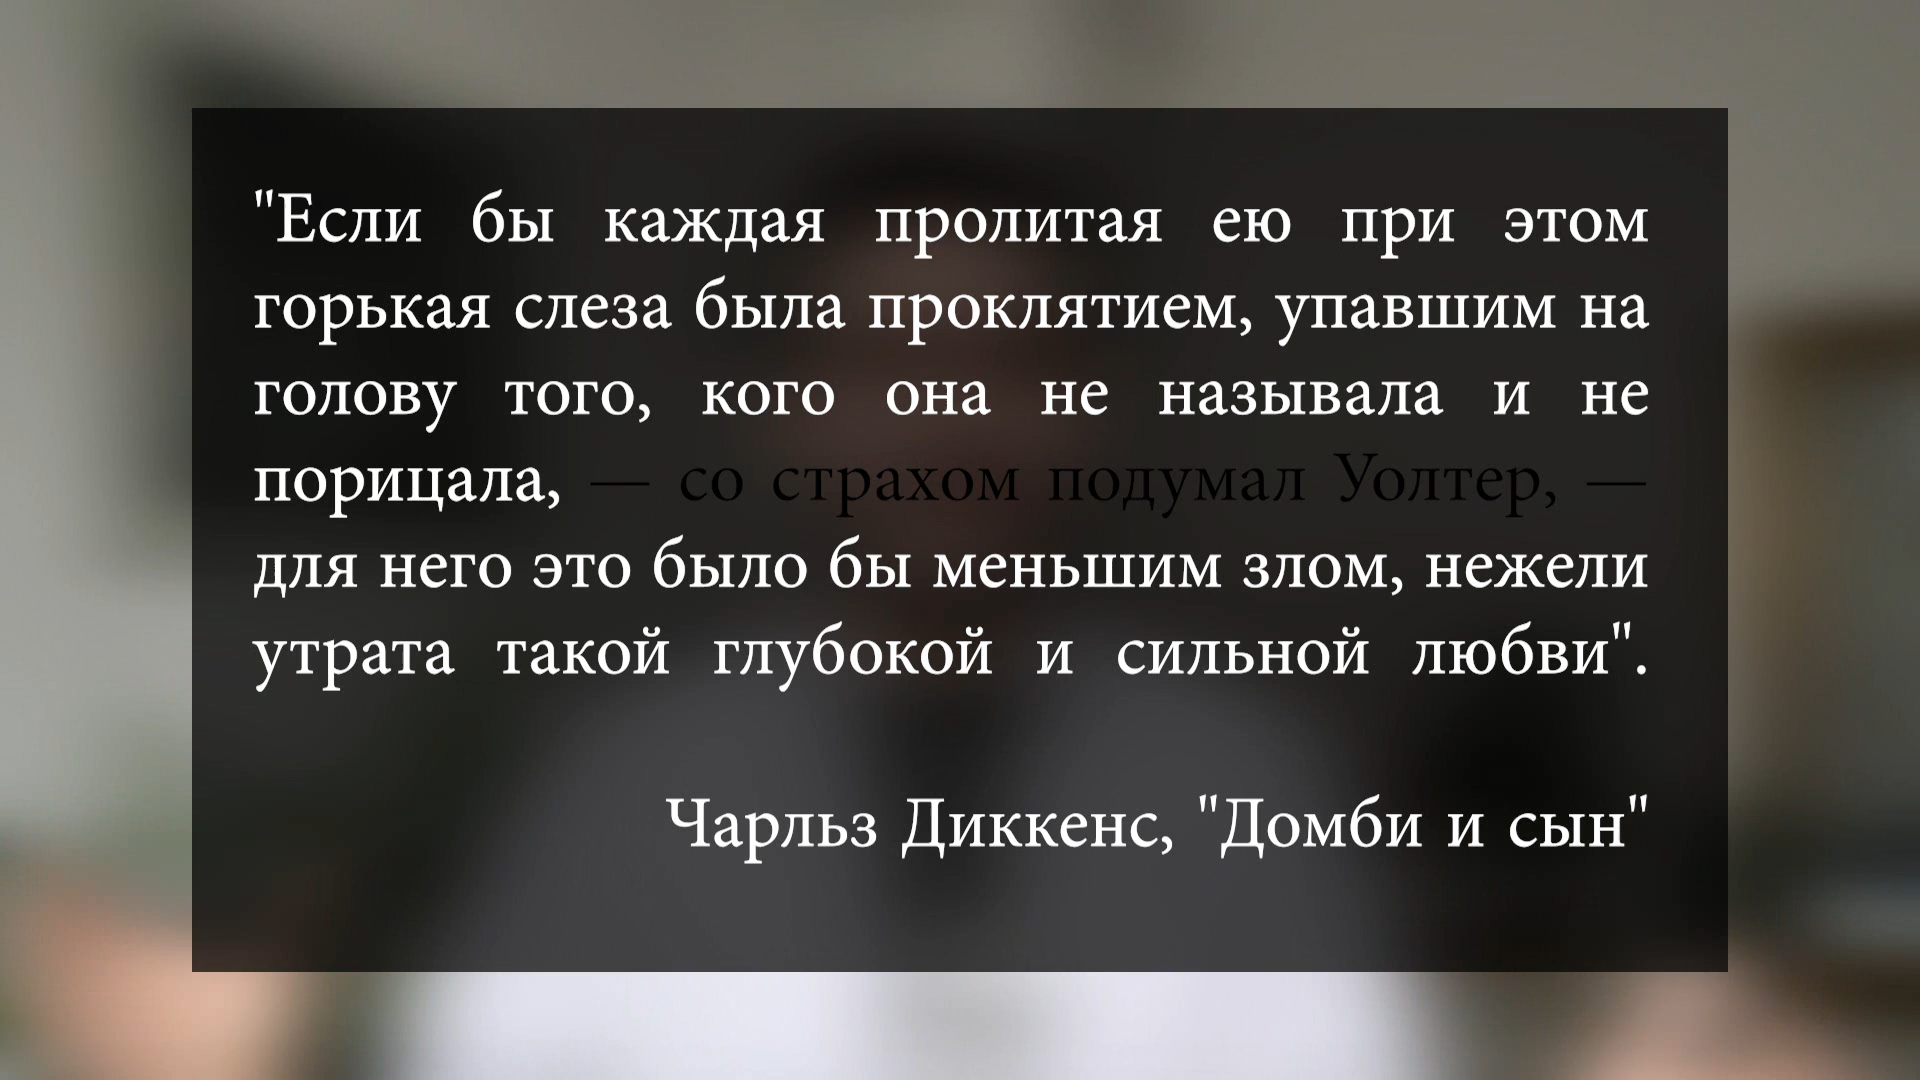 "Если бы каждая пролитая ею при этом
горькая слеза была проклятием, упавшим на
голову того, кого она не называла и не
порицала, — со страхом подумал Уолтер, —
для него это было бы меньшим злом, нежели
утрата такой глубокой и сильной любви".
Чарльз Диккенс, "Домби и сын"